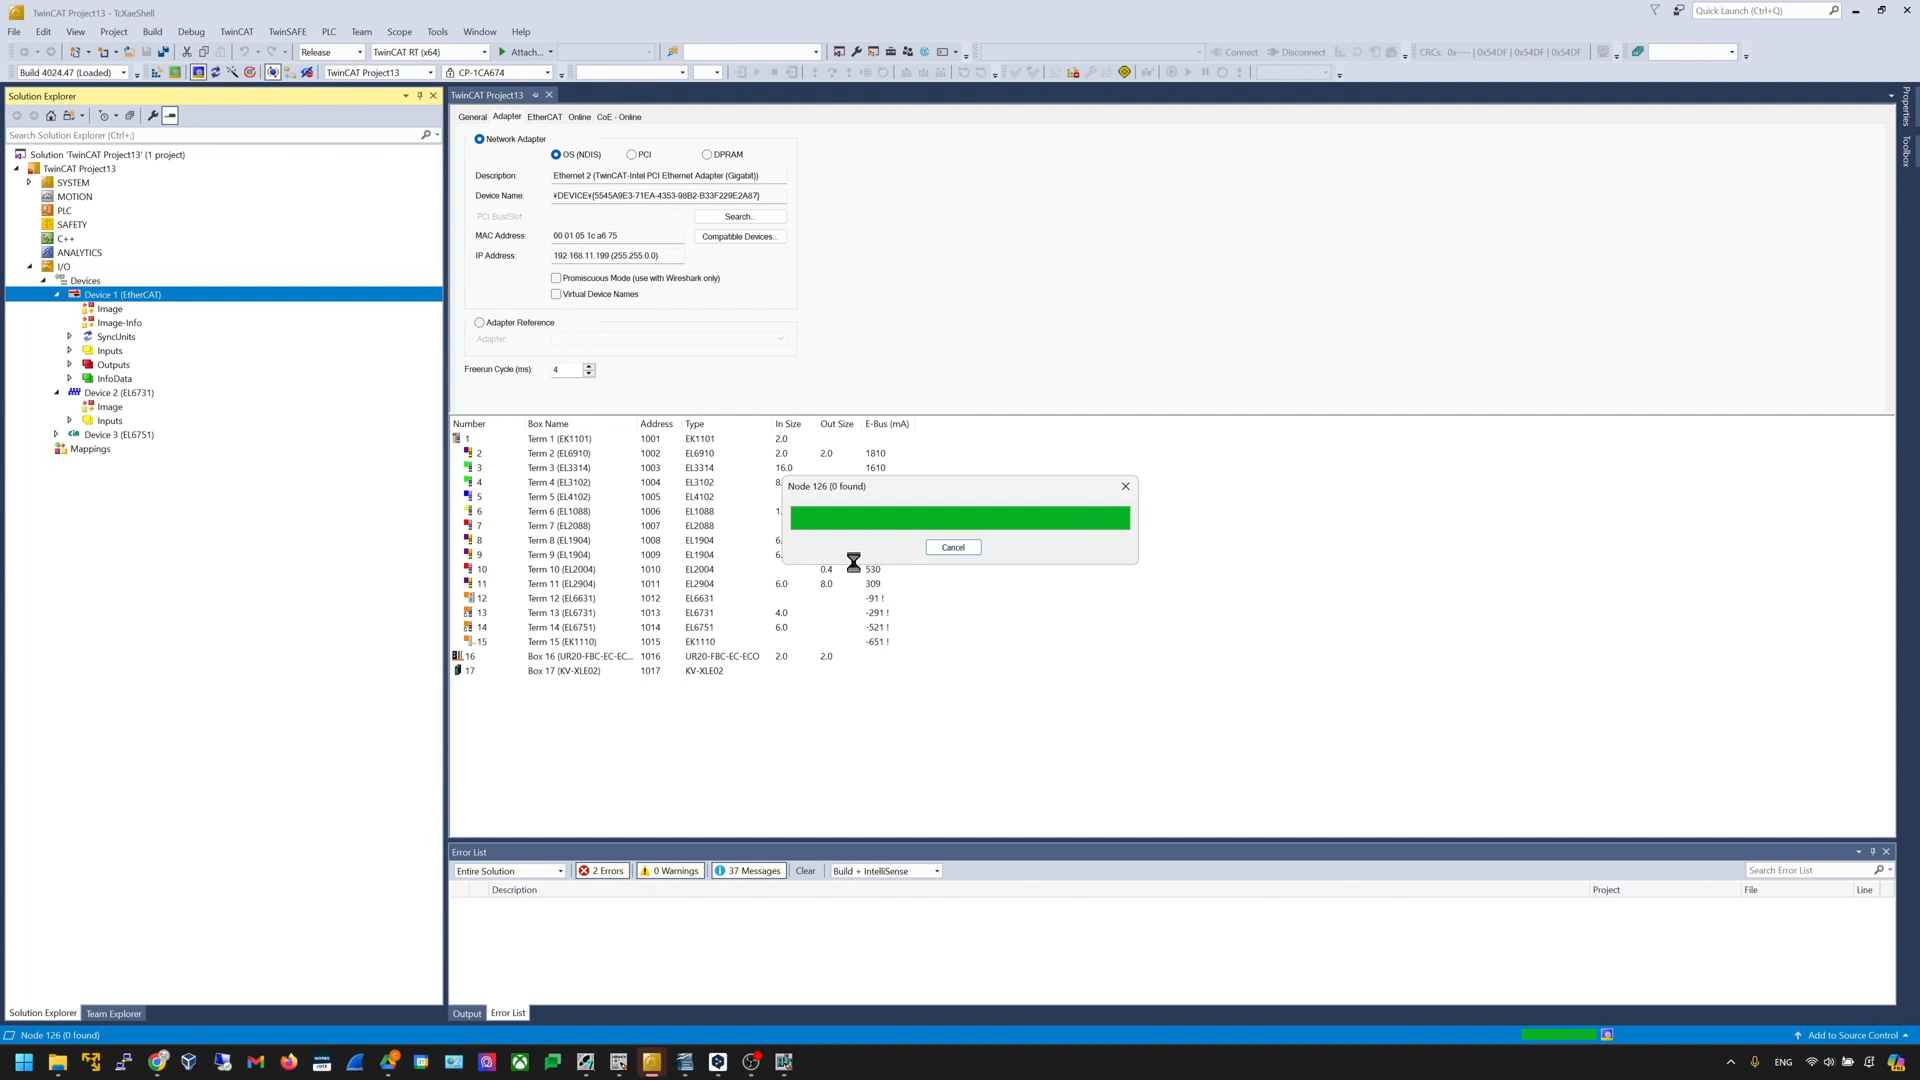 TwinCAT Project13 - TcXaeShell
Quick Launch (Ctrl+Q)
File Edit View Project Build Debug TwinCAT TwinSAFE PLC Team Scope Tools Window Help
Release TwinCAT RT (x64) Attach... Connect Disconnect CRCs: 0x---- | 0x54DF | 0x54DF | 0x54DF
Build 4024.47 (Loaded) TwinCAT Project13 CP-1CA674
Solution Explorer
Search Solution Explorer (Ctrl+;)
Solution 'TwinCAT Project13' (1 project)
TwinCAT Project13
SYSTEM
MOTION
PLC
SAFETY
C++
ANALYTICS
I/O
Devices
Device 1 (EtherCAT)
Image
Image-Info
SyncUnits
Inputs
Outputs
InfoData
Device 2 (EL6731)
Image
Inputs
Device 3 (EL6751)
Mappings
Solution Explorer Team Explorer
TwinCAT Project13
General Adapter EtherCAT Online CoE - Online
Network Adapter
OS (NDIS) PCI DPRAM
Description: Ethernet 2 (TwinCAT-Intel PCI Ethernet Adapter (Gigabit))
Device Name: ¥DEVICE¥{5545A9E3-71EA-4353-98B2-B33F229E2A87}
PCI Bus/Slot: Search...
MAC Address: 00 01 05 1c a6 75 Compatible Devices...
IP Address: 192.168.11.199 (255.255.0.0)
Promiscuous Mode (use with Wireshark only)
Virtual Device Names
Adapter Reference
Adapter:
Freerun Cycle (ms): 4
Number Box Name Address Type In Size Out Size E-Bus (mA)
1 Term 1 (EK1101) 1001 EK1101 2.0
2 Term 2 (EL6910) 1002 EL6910 2.0 2.0 1810
3 Term 3 (EL3314) 1003 EL3314 16.0 1610
4 Term 4 (EL3102) 1004 EL3102 8.
5 Term 5 (EL4102) 1005 EL4102
6 Term 6 (EL1088) 1006 EL1088 1.
7 Term 7 (EL2088) 1007 EL2088
8 Term 8 (EL1904) 1008 EL1904 6.
9 Term 9 (EL1904) 1009 EL1904 6.
10 Term 10 (EL2004) 1010 EL2004 0.4 530
11 Term 11 (EL2904) 1011 EL2904 6.0 8.0 309
12 Term 12 (EL6631) 1012 EL6631 -91 !
13 Term 13 (EL6731) 1013 EL6731 4.0 -291 !
14 Term 14 (EL6751) 1014 EL6751 6.0 -521 !
15 Term 15 (EK1110) 1015 EK1110 -651 !
16 Box 16 (UR20-FBC-EC-EC... 1016 UR20-FBC-EC-ECO 2.0 2.0
17 Box 17 (KV-XLE02) 1017 KV-XLE02
Node 126 (0 found)
Cancel
Error List
Entire Solution 2 Errors 0 Warnings 37 Messages Clear Build + IntelliSense Search Error List
Description Project File Line
Output Error List
Properties
Toolbox
Node 126 (0 found) Add to Source Control
ENG